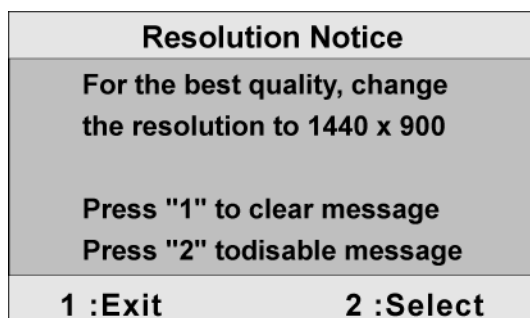 Resolution Notice
For the best quality, change
the resolution to 1440 x 900
Press "1" to clear message
Press "2" todisable message
1 :Exit 2 :Select